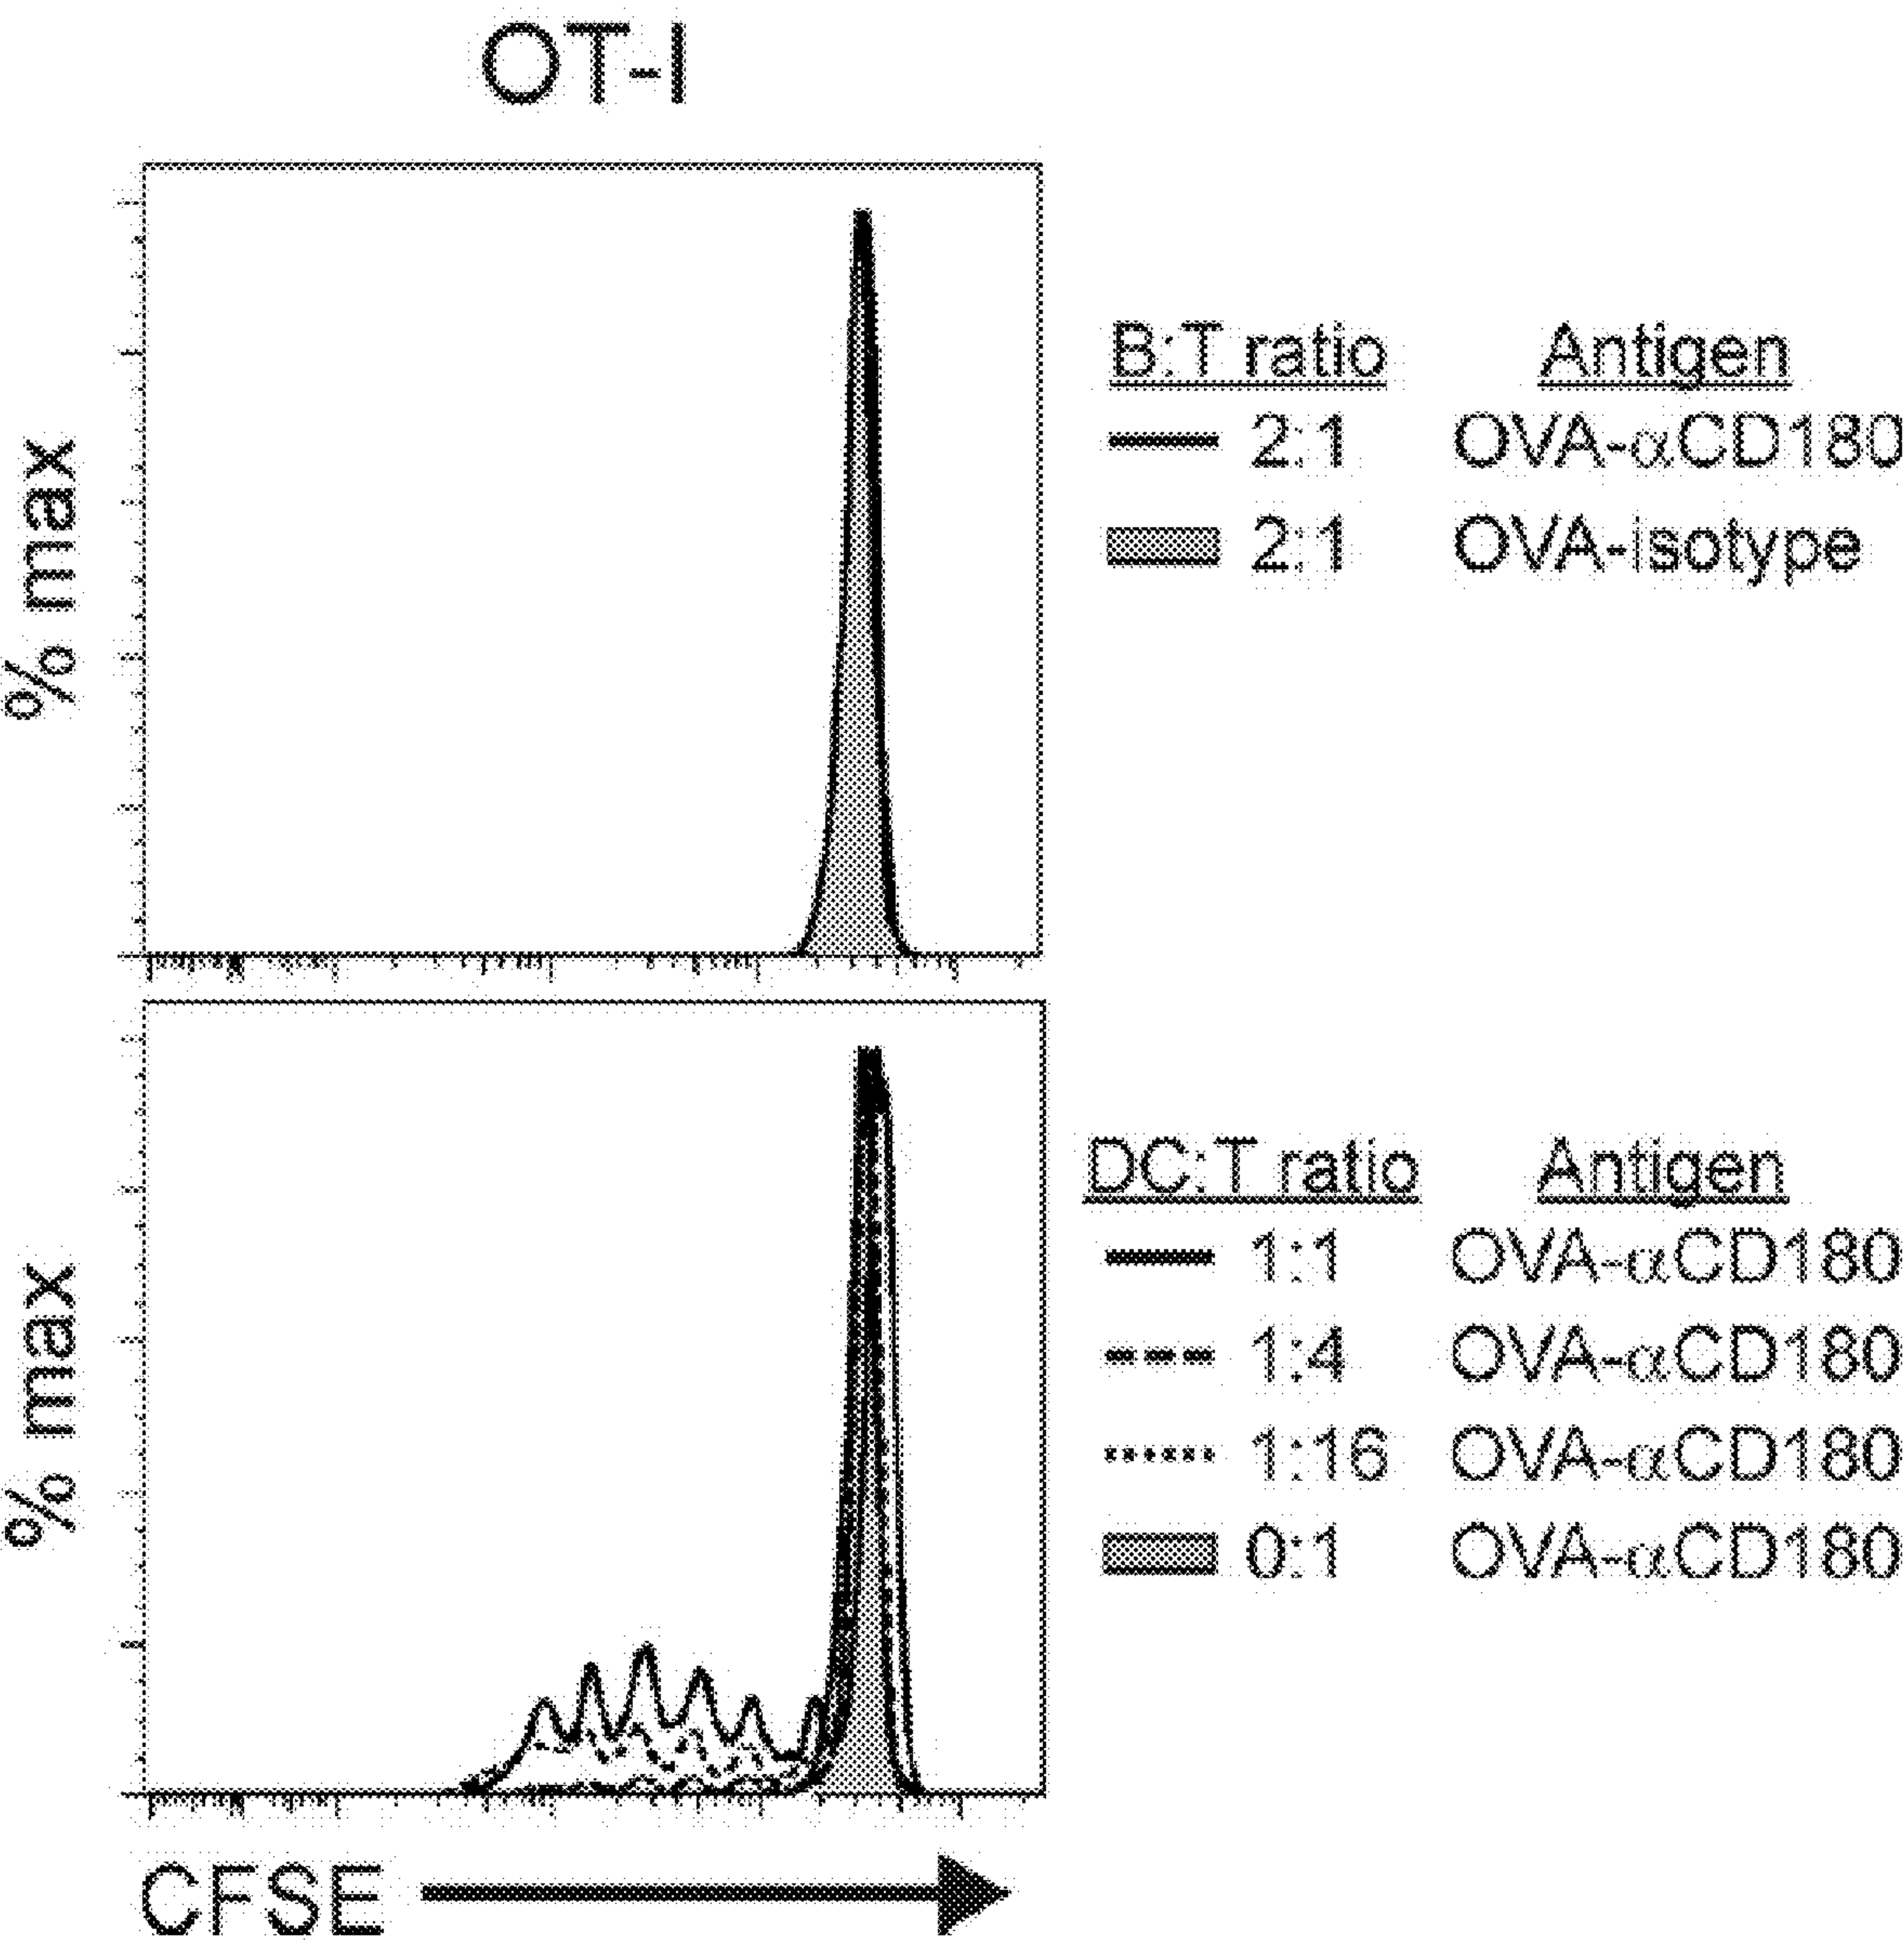 OT-I
% max
B:T ratio Antigen
2:1 OVA-αCD180
2:1 OVA-isotype
% max
DC:T ratio Antigen
1:1 OVA-αCD180
1:4 OVA-αCD180
1:16 OVA-αCD180
0:1 OVA-αCD180
CFSE